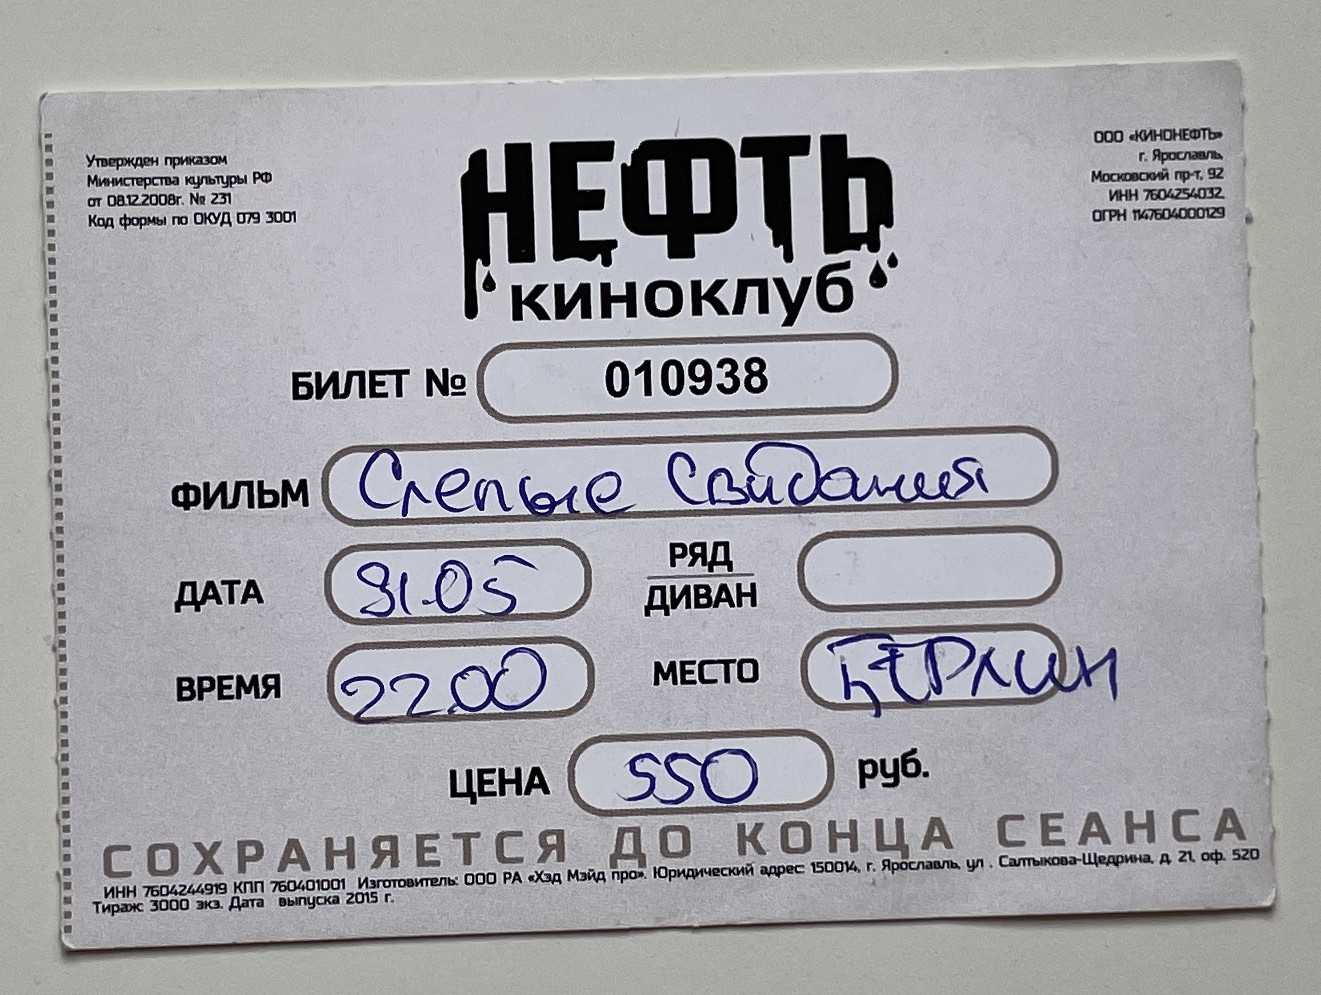 Утвержден приказом
Министерства культуры РФ
от 08.12.2008г. № 231
Код формы по ОКУД 079 3001
ООО «КИНОНЕФТЬ»
г. Ярославль,
Московский пр-т, 92
ИНН 7604254032,
ОГРН 1147604000129
НЕФТЬ
киноклуб
БИЛЕТ № 010938
ФИЛЬМ Слепые Свидания
ДАТА 31.05
РЯД
ДИВАН
ВРЕМЯ 22.00
МЕСТО БЕРЛИН
ЦЕНА 550 руб.
СОХРАНЯЕТСЯ ДО КОНЦА СЕАНСА
ИНН 7604244919 КПП 760401001 Изготовитель: ООО РА «Хэд Мэйд про». Юридический адрес: 150014, г. Ярославль, ул . Салтыкова-Щедрина, д. 21, оф. 520
Тираж: 3000 экз. Дата выпуска 2015 г.